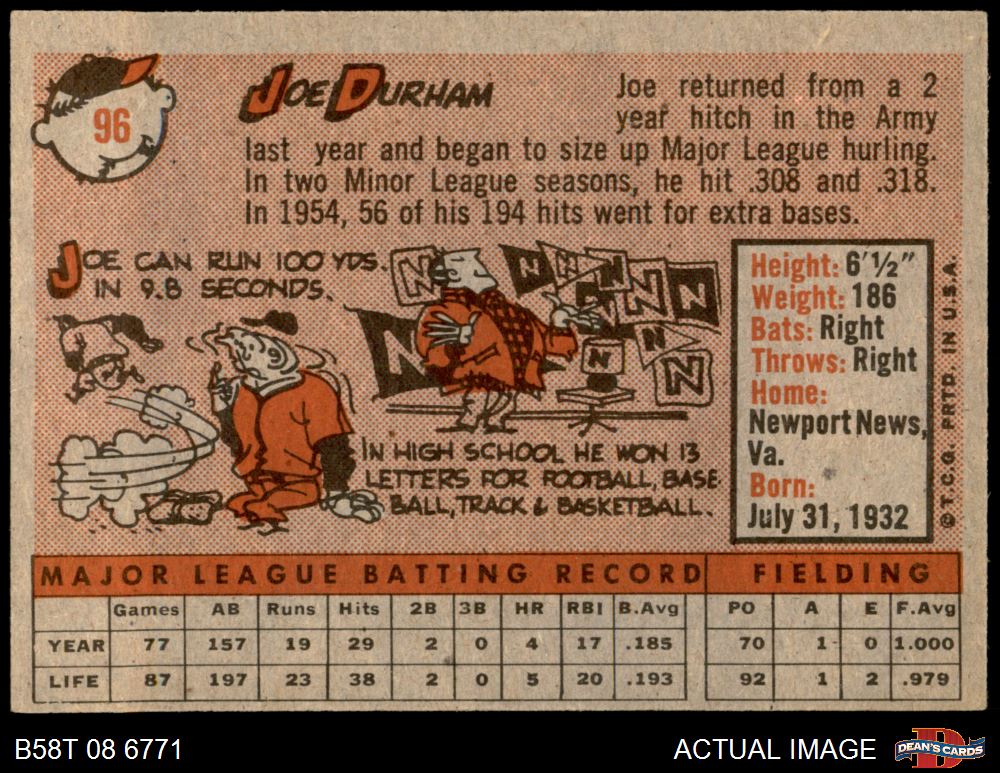 96
JOE DURHAM
Joe returned from a 2
year hitch in the Army
last year and began to size up Major League hurling.
In two Minor League seasons, he hit .308 and .318.
In 1954, 56 of his 194 hits went for extra bases.
JOE CAN RUN 100 YDS.
IN 9.8 SECONDS.
N N N N N N N N N N N
IN HIGH SCHOOL HE WON 13
LETTERS FOR FOOTBALL, BASE
BALL, TRACK & BASKETBALL.
Height: 6'½"
Weight: 186
Bats: Right
Throws: Right
Home:
Newport News,
Va.
Born:
July 31, 1932
© T.C.G. PRTD. IN U.S.A.
MAJOR LEAGUE BATTING RECORD FIELDING
Games AB Runs Hits 2B 3B HR RBI B.Avg PO A E F.Avg
YEAR 77 157 19 29 2 0 4 17 .185 70 1 0 1.000
LIFE 87 197 23 38 2 0 5 20 .193 92 1 2 .979
B58T 08 6771 ACTUAL IMAGE DEAN'S CARDS